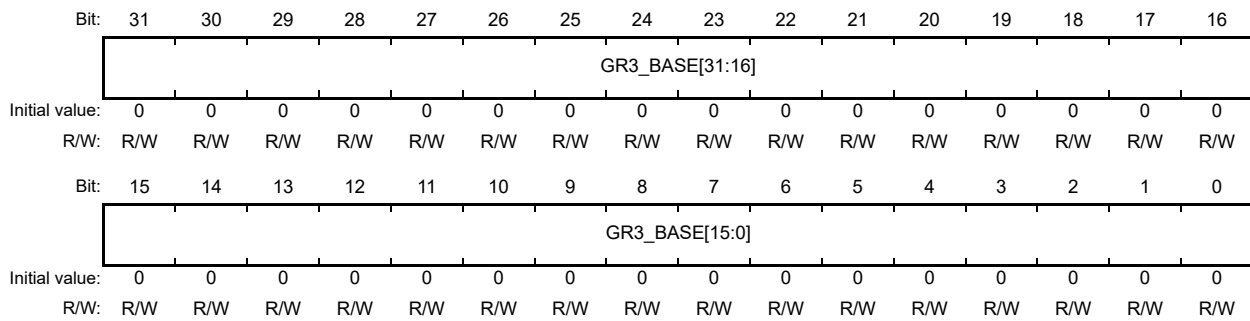 Bit: 31 30 29 28 27 26 25 24 23 22 21 20 19 18 17 16
GR3_BASE[31:16]
Initial value: 0 0 0 0 0 0 0 0 0 0 0 0 0 0 0 0
R/W: R/W R/W R/W R/W R/W R/W R/W R/W R/W R/W R/W R/W R/W R/W R/W R/W
Bit: 15 14 13 12 11 10 9 8 7 6 5 4 3 2 1 0
GR3_BASE[15:0]
Initial value: 0 0 0 0 0 0 0 0 0 0 0 0 0 0 0 0
R/W: R/W R/W R/W R/W R/W R/W R/W R/W R/W R/W R/W R/W R/W R/W R/W R/W